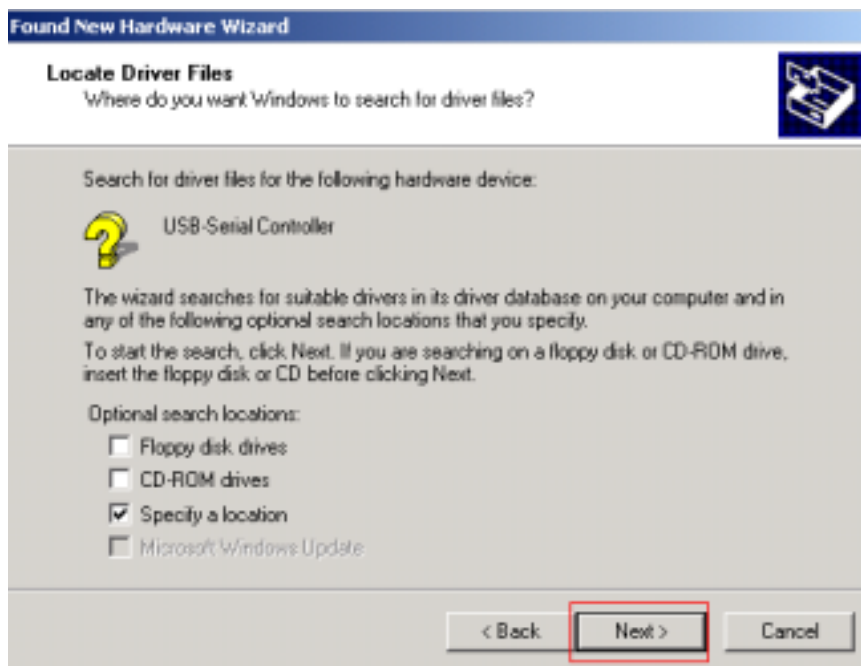 Found New Hardware Wizard
Locate Driver Files
Where do you want Windows to search for driver files?
Search for driver files for the following hardware device:
USB-Serial Controller
The wizard searches for suitable drivers in its driver database on your computer and in
any of the following optional search locations that you specify.
To start the search, click Next. If you are searching on a floppy disk or CD-ROM drive,
insert the floppy disk or CD before clicking Next.
Optional search locations:
Floppy disk drives
CD-ROM drives
Specify a location
Microsoft Windows Update
< Back
Next >
Cancel